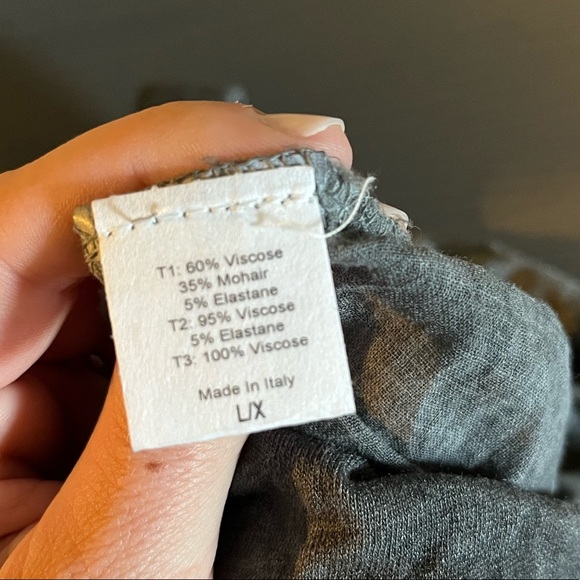 T1: 60% Viscose
35% Mohair
5% Elastane
T2: 95% Viscose
5% Elastane
T3: 100% Viscose
Made In Italy
L/X